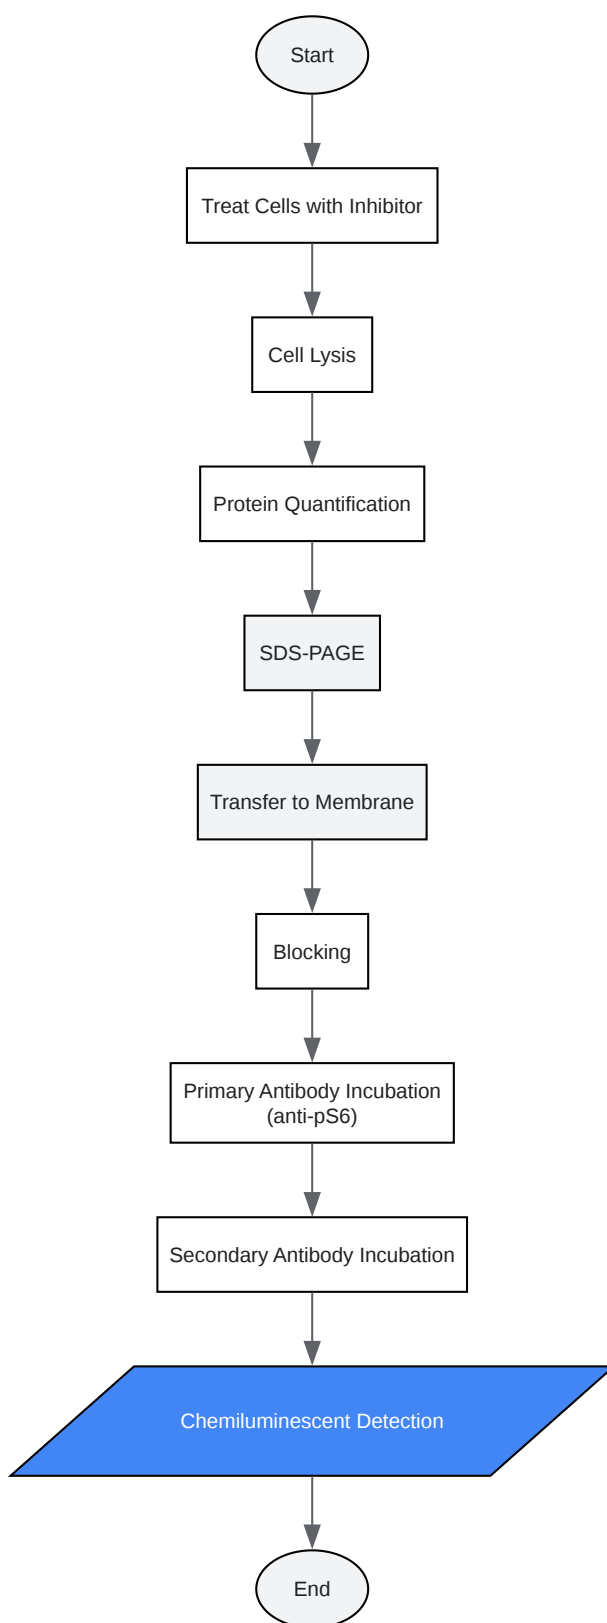 Start
Treat Cells with Inhibitor
Cell Lysis
Protein Quantification
SDS-PAGE
Transfer to Membrane
Blocking
Primary Antibody Incubation
(anti-pS6)
Secondary Antibody Incubation
Chemiluminescent Detection
End